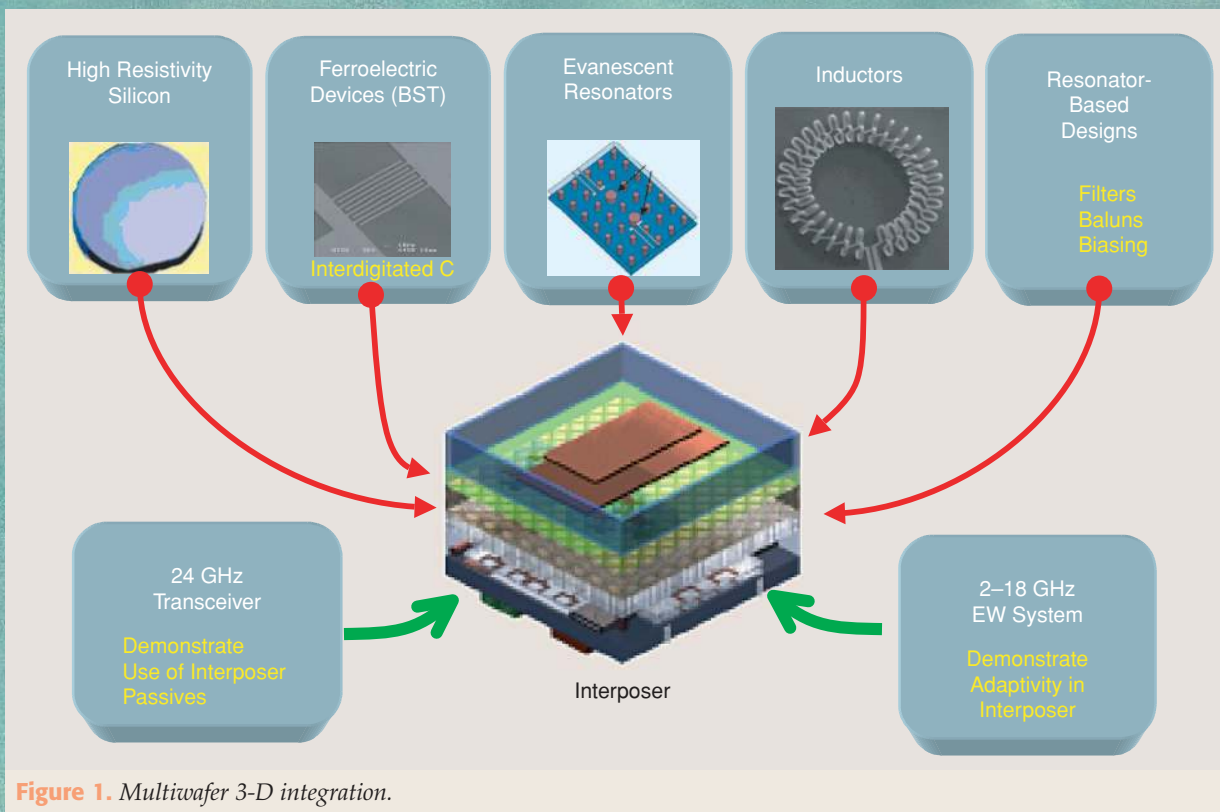 High Resistivity
Silicon
Ferroelectric
Devices (BST)
Interdigitated C
Evanescent
Resonators
Inductors
Resonator-
Based
Designs
Filters
Baluns
Biasing
24 GHz
Transceiver
Demonstrate
Use of Interposer
Passives
Interposer
2–18 GHz
EW System
Demonstrate
Adaptivity in
Interposer
Figure 1. Multiwafer 3-D integration.